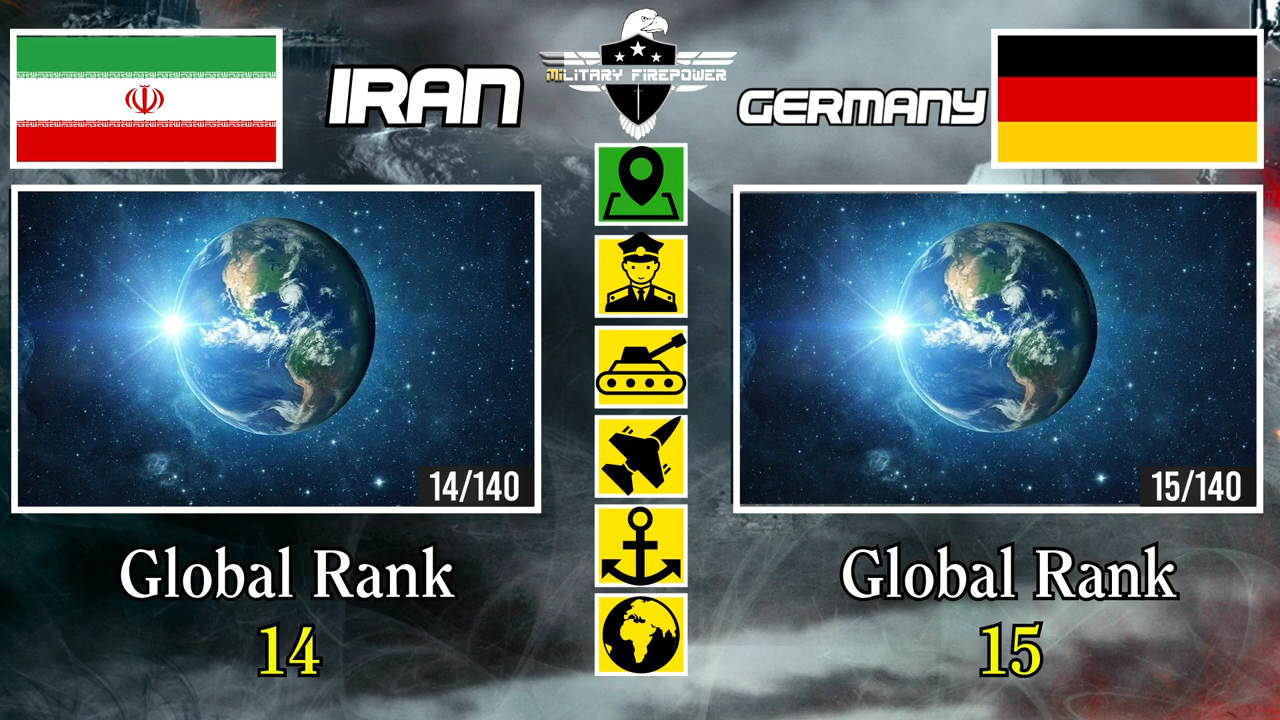 IRAN
MiLITARY FIREPOWER
GERMANY
14/140
15/140
Global Rank
14
Global Rank
15